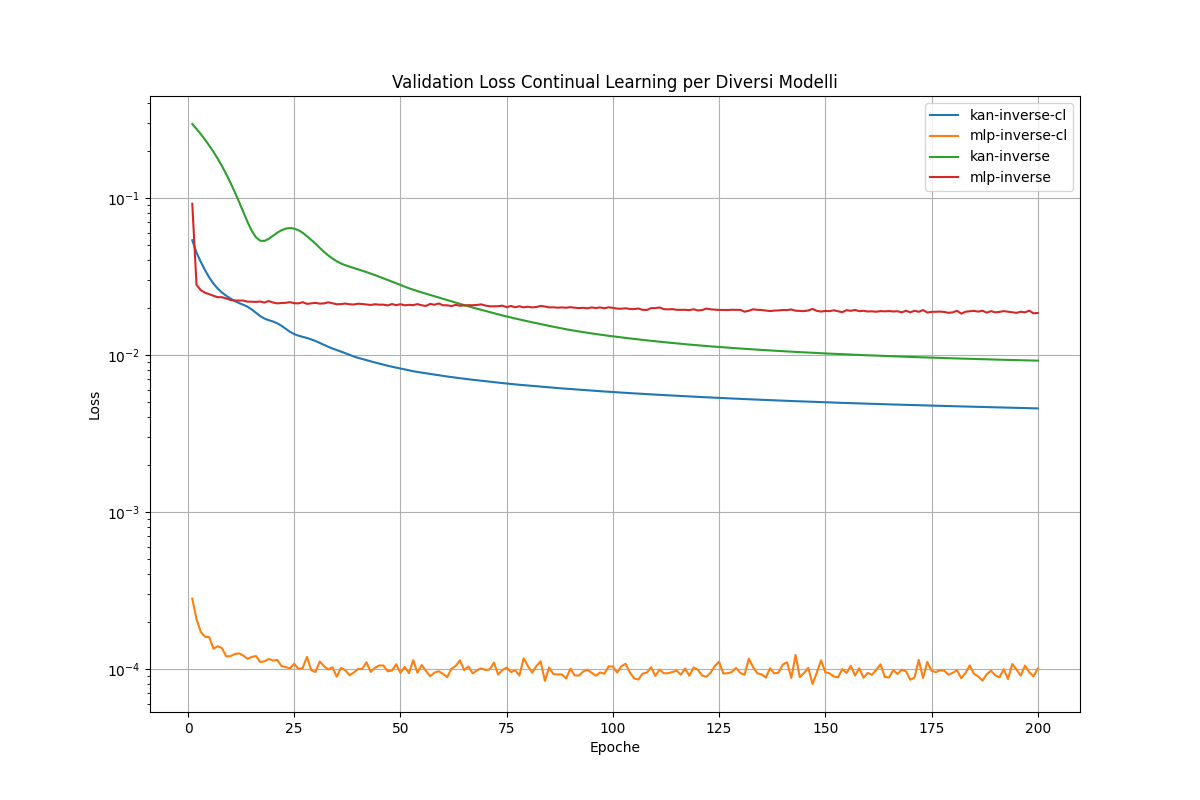 Validation Loss Continual Learning per Diversi Modelli
kan-inverse-cl
mlp-inverse-cl
kan-inverse
mlp-inverse
10⁻¹
10⁻²
10⁻³
10⁻⁴
Loss
0 25 50 75 100 125 150 175 200
Epoche